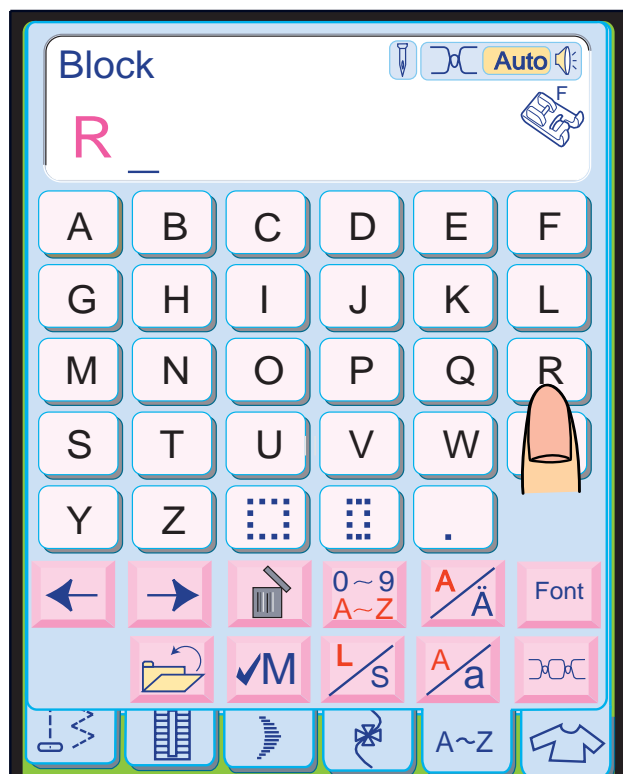 Block
Auto
F
R _
A B C D E F
G H I J K L
M N O P Q R
S T U V W
Y Z .
0~9 A~Z A/Ä Font
✓M L/S A/a
A~Z